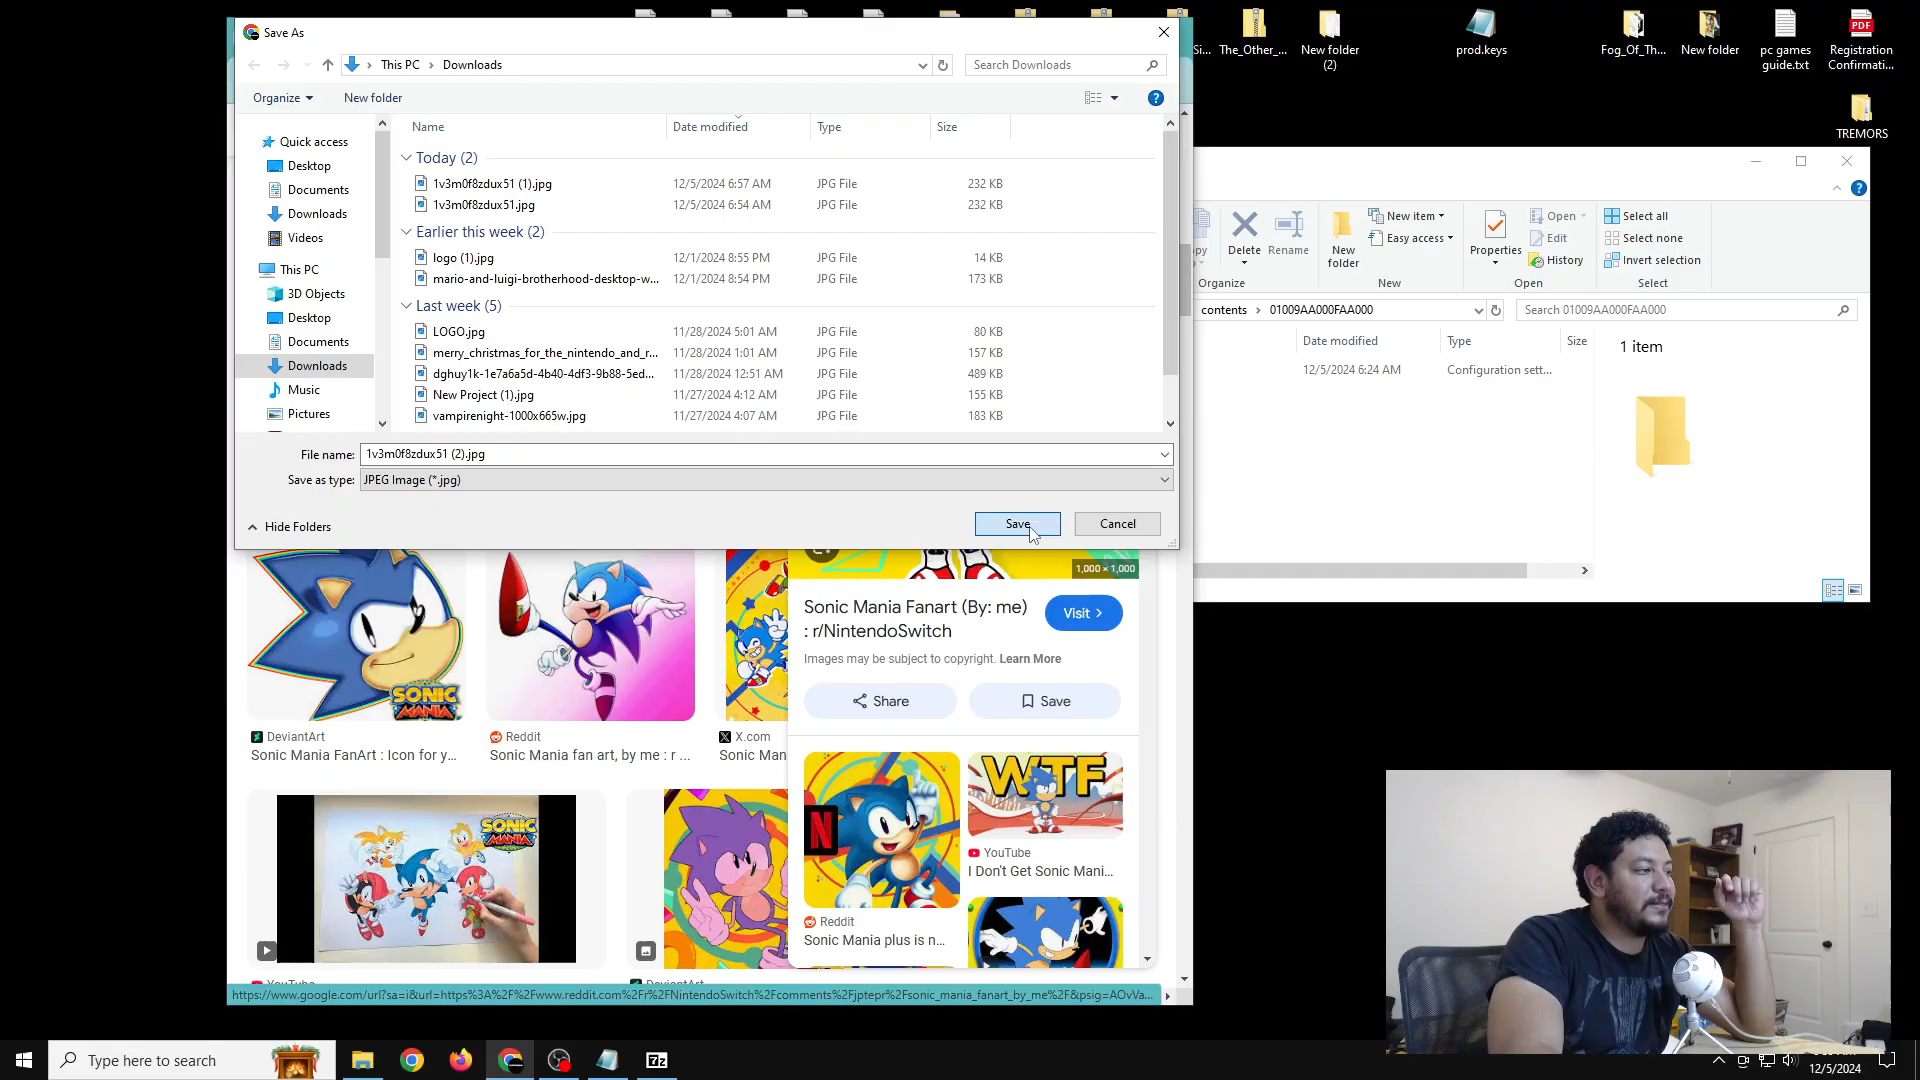 Save As
This PC > Downloads
Search Downloads
Organize
New folder
Name
Date modified
Type
Size
Quick access
Desktop
Documents
Downloads
Videos
This PC
3D Objects
Desktop
Documents
Downloads
Music
Pictures
Today (2)
1v3m0f8zdux51 (1).jpg 12/5/2024 6:57 AM JPG File 232 KB
1v3m0f8zdux51.jpg 12/5/2024 6:54 AM JPG File 232 KB
Earlier this week (2)
logo (1).jpg 12/1/2024 8:55 PM JPG File 14 KB
mario-and-luigi-brotherhood-desktop-w... 12/1/2024 8:54 PM JPG File 173 KB
Last week (5)
LOGO.jpg 11/28/2024 5:01 AM JPG File 80 KB
merry_christmas_for_the_nintendo_and_r... 11/28/2024 1:01 AM JPG File 157 KB
dghuy1k-1e7a6a5d-4b40-4df3-9b88-5ed... 11/28/2024 12:51 AM JPG File 489 KB
New Project (1).jpg 11/27/2024 4:12 AM JPG File 155 KB
vampirenight-1000x665w.jpg 11/27/2024 4:07 AM JPG File 183 KB
File name: 1v3m0f8zdux51 (2).jpg
Save as type: JPEG Image (*.jpg)
Hide Folders
Save
Cancel
Si...
The_Other_...
New folder
(2)
prod.keys
Fog_Of_Th...
New folder
pc games
guide.txt
PDF
Registration
Confirmati...
TREMORS
py
Delete
Rename
Organize
New
folder
New item
Easy access
New
Properties
Open
Edit
History
Open
Select all
Select none
Invert selection
Select
contents > 01009AA000FAA000
Search 01009AA000FAA000
Date modified
Type
Size
12/5/2024 6:24 AM Configuration sett...
1 item
1,000 × 1,000
Sonic Mania Fanart (By: me)
: r/NintendoSwitch
Visit >
Images may be subject to copyright. Learn More
Share
Save
SONIC
MANIA
DeviantArt
Sonic Mania FanArt : Icon for y...
Reddit
Sonic Mania fan art, by me : r ...
X.com
Sonic Man
SONIC
MANIA
N
Reddit
Sonic Mania plus is n...
WTF
YouTube
I Don't Get Sonic Mani...
YouTube
DeviantArt
https://www.google.com/url?sa=i&url=https%3A%2F%2Fwww.reddit.com%2Fr%2FNintendoSwitch%2Fcomments%2Fjptepr%2Fsonic_mania_fanart_by_me%2F&psig=AOvVa...
Type here to search
7z
12/5/2024